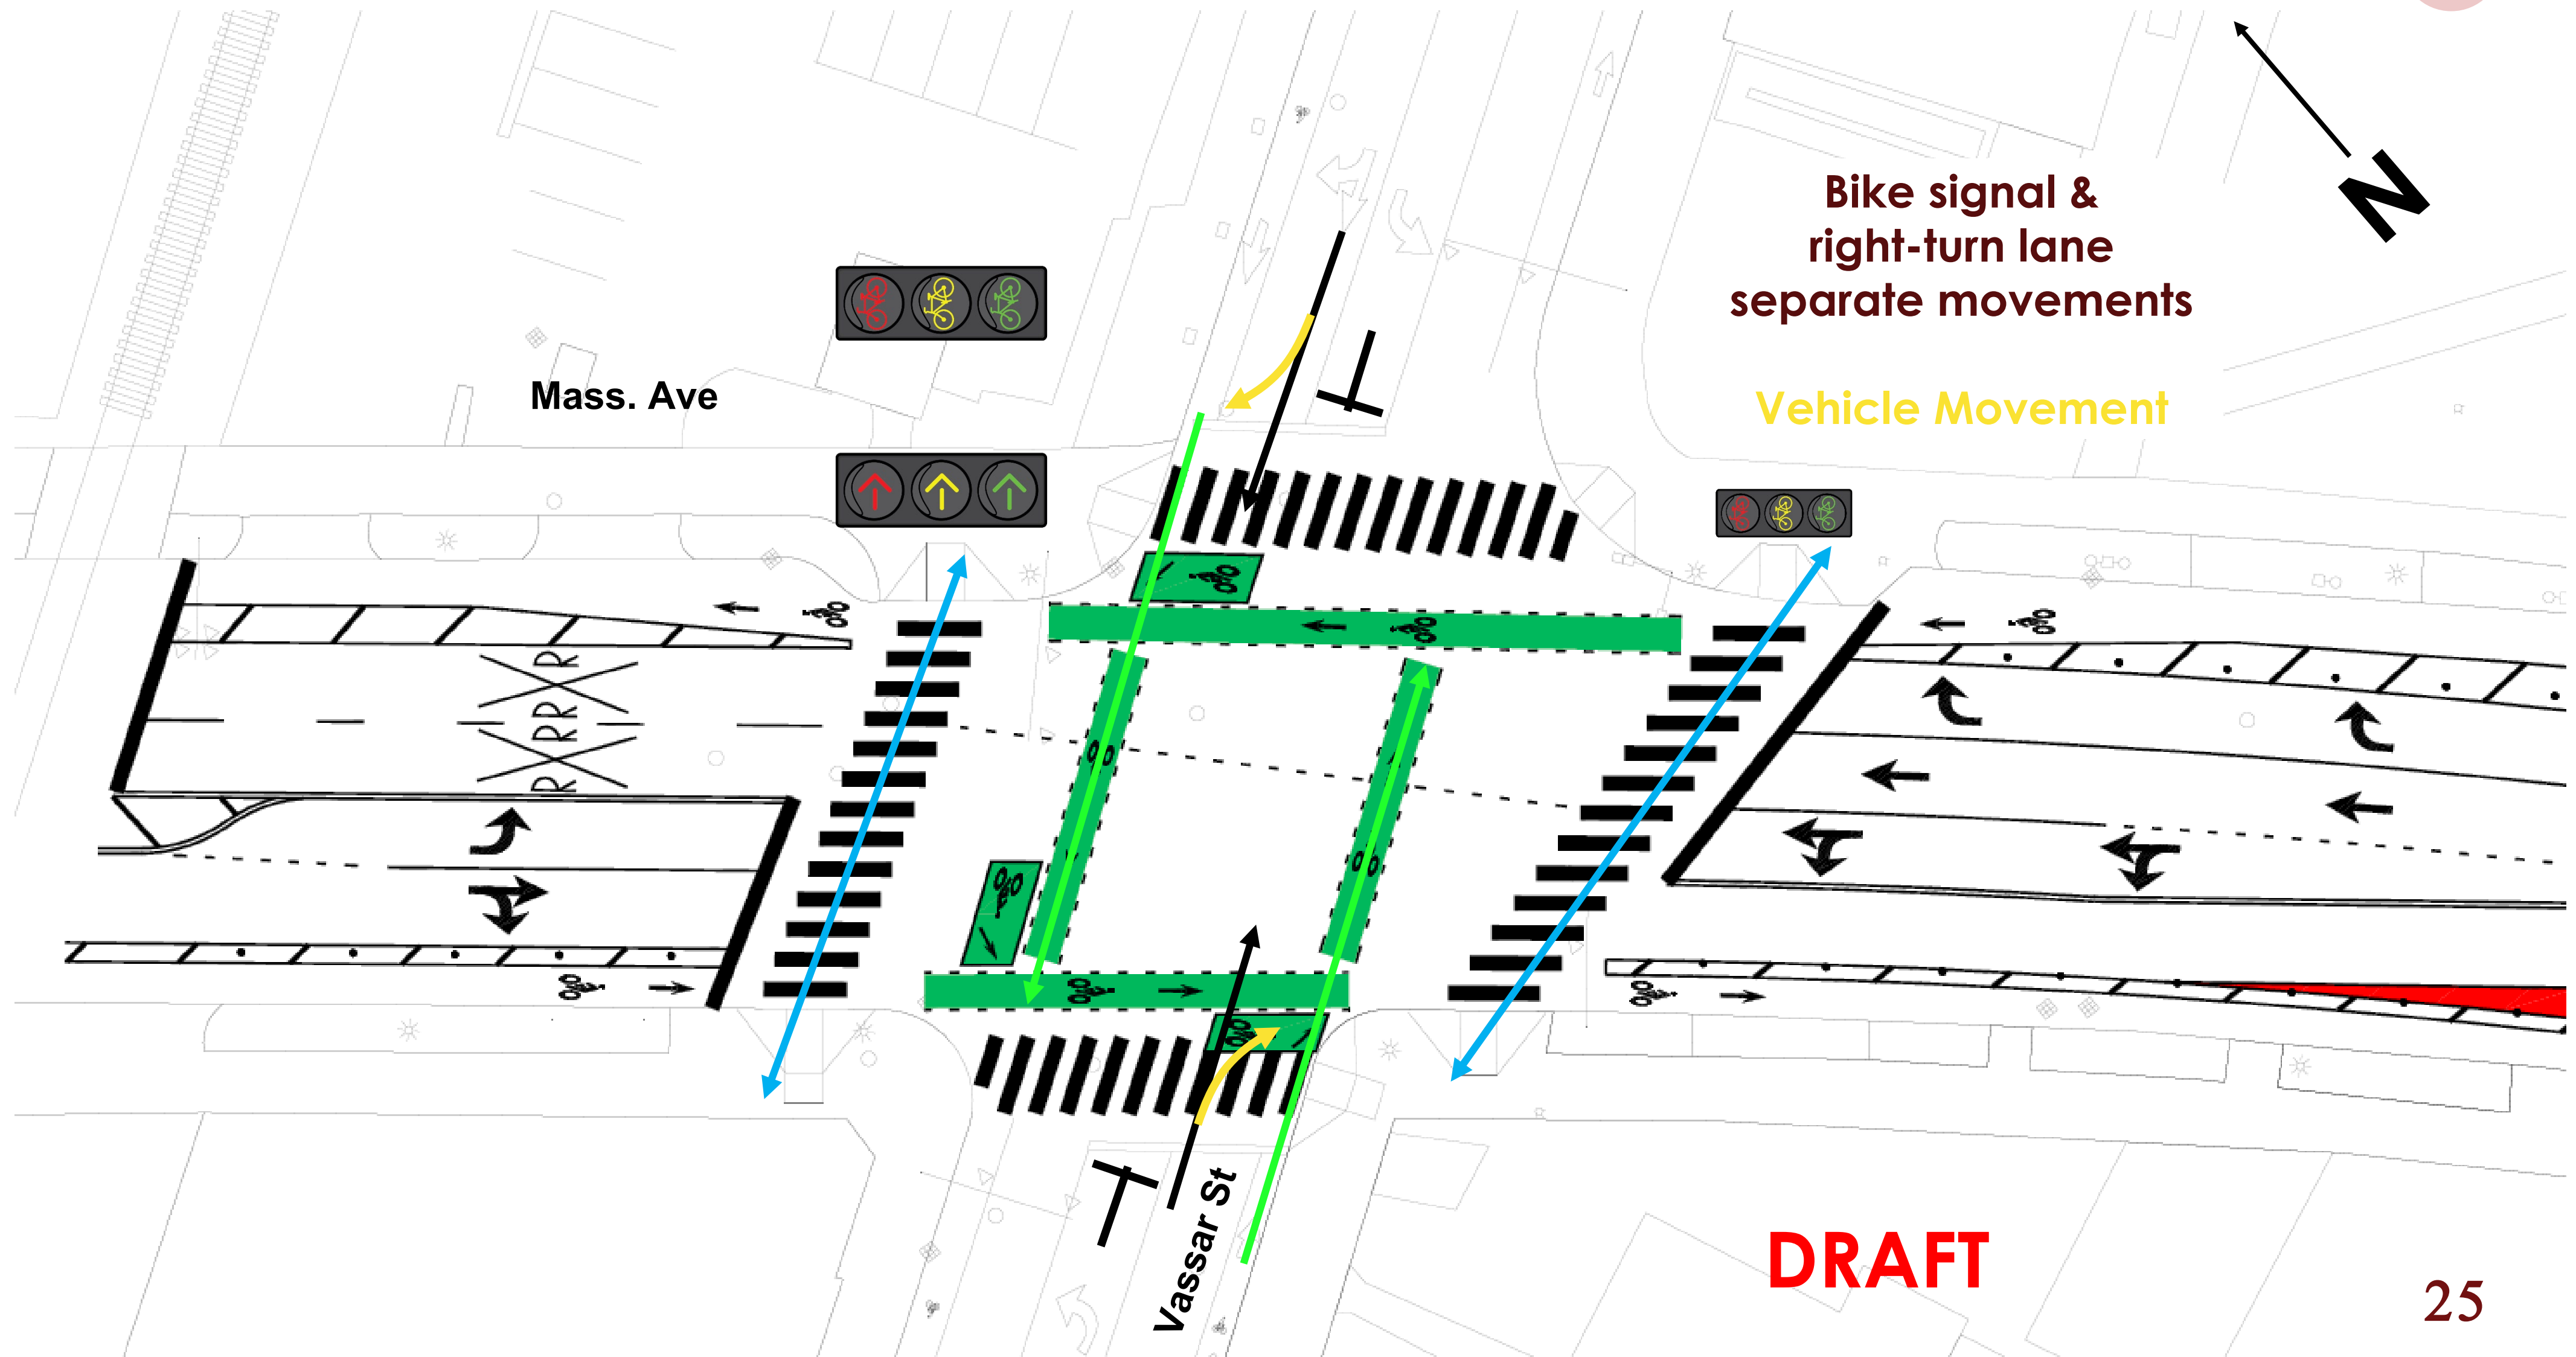 N
Bike signal &
right-turn lane
separate movements
Vehicle Movement
Mass. Ave
R R
R R
Vassar St
DRAFT
25